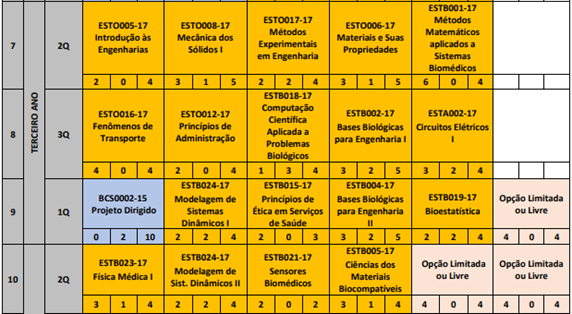 TERCEIRO ANO
7
2Q
ESTO005-17
Introdução às
Engenharias
2 0 4
ESTO008-17
Mecânica dos
Sólidos I
3 1 5
ESTO017-17
Métodos
Experimentais
em Engenharia
2 2 4
ESTO006-17
Materiais e Suas
Propriedades
3 1 5
ESTB001-17
Métodos
Matemáticos
aplicados a
Sistemas
Biomédicos
6 0 4
8
3Q
ESTO016-17
Fenômenos de
Transporte
4 0 4
ESTO012-17
Princípios de
Administração
2 0 4
ESTB018-17
Computação
Científica
Aplicada a
Problemas
Biológicos
1 3 4
ESTB002-17
Bases Biológicas
para Engenharia I
3 2 4
ESTA002-17
Circuitos Elétricos
I
3 2 4
9
1Q
BCS0002-15
Projeto Dirigido
0 2 10
ESTB024-17
Modelagem de
Sistemas
Dinâmicos I
2 2 4
ESTB015-17
Princípios de
Ética em Serviços
de Saúde
2 0 3
ESTB004-17
Bases Biológicas
para Engenharia
II
3 2 5
ESTB019-17
Bioestatística
2 2 4
Opção Limitada
ou Livre
4 0 4
10
2Q
ESTB023-17
Física Médica I
3 1 4
ESTB024-17
Modelagem de
Sist. Dinâmicos II
2 2 4
ESTB021-17
Sensores
Biomédicos
2 0 2
ESTB005-17
Ciências dos
Materiais
Biocompatíveis
3 1 4
Opção Limitada
ou Livre
4 0 4
Opção Limitada
ou Livre
4 0 4